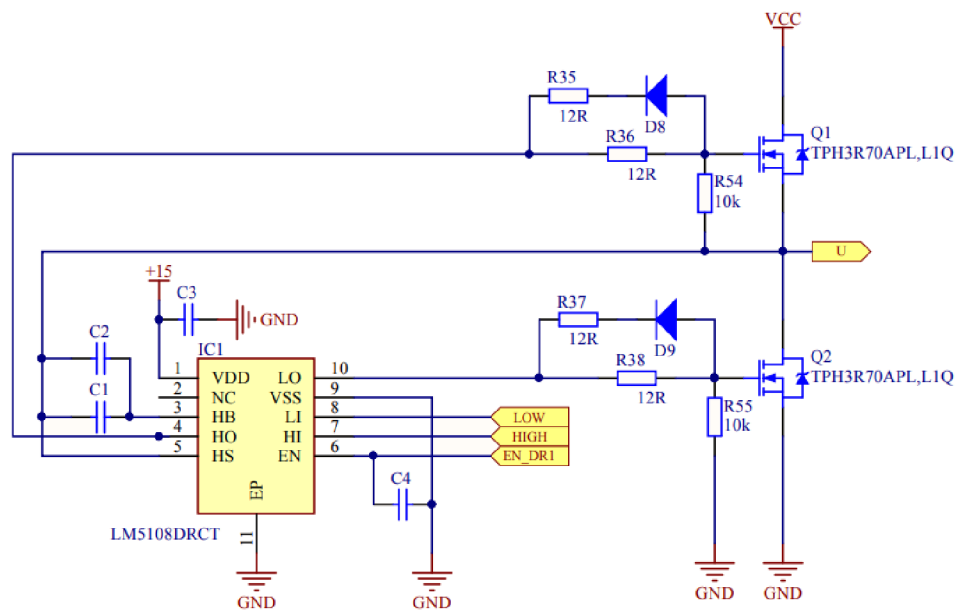 VCC
R35
12R
D8
Q1
TPH3R70APL,L1Q
R36
12R
R54
10k
U
+15
C3
GND
R37
12R
D9
C2
IC1
Q2
TPH3R70APL,L1Q
R38
12R
1 VDD LO 10
2 NC VSS 9
C1
3 HB LI 8 LOW
4 HO HI 7 HIGH
5 HS EN 6 EN_DR1
R55
10k
C4
EP
LM5108DRCT
11
GND
GND
GND
GND